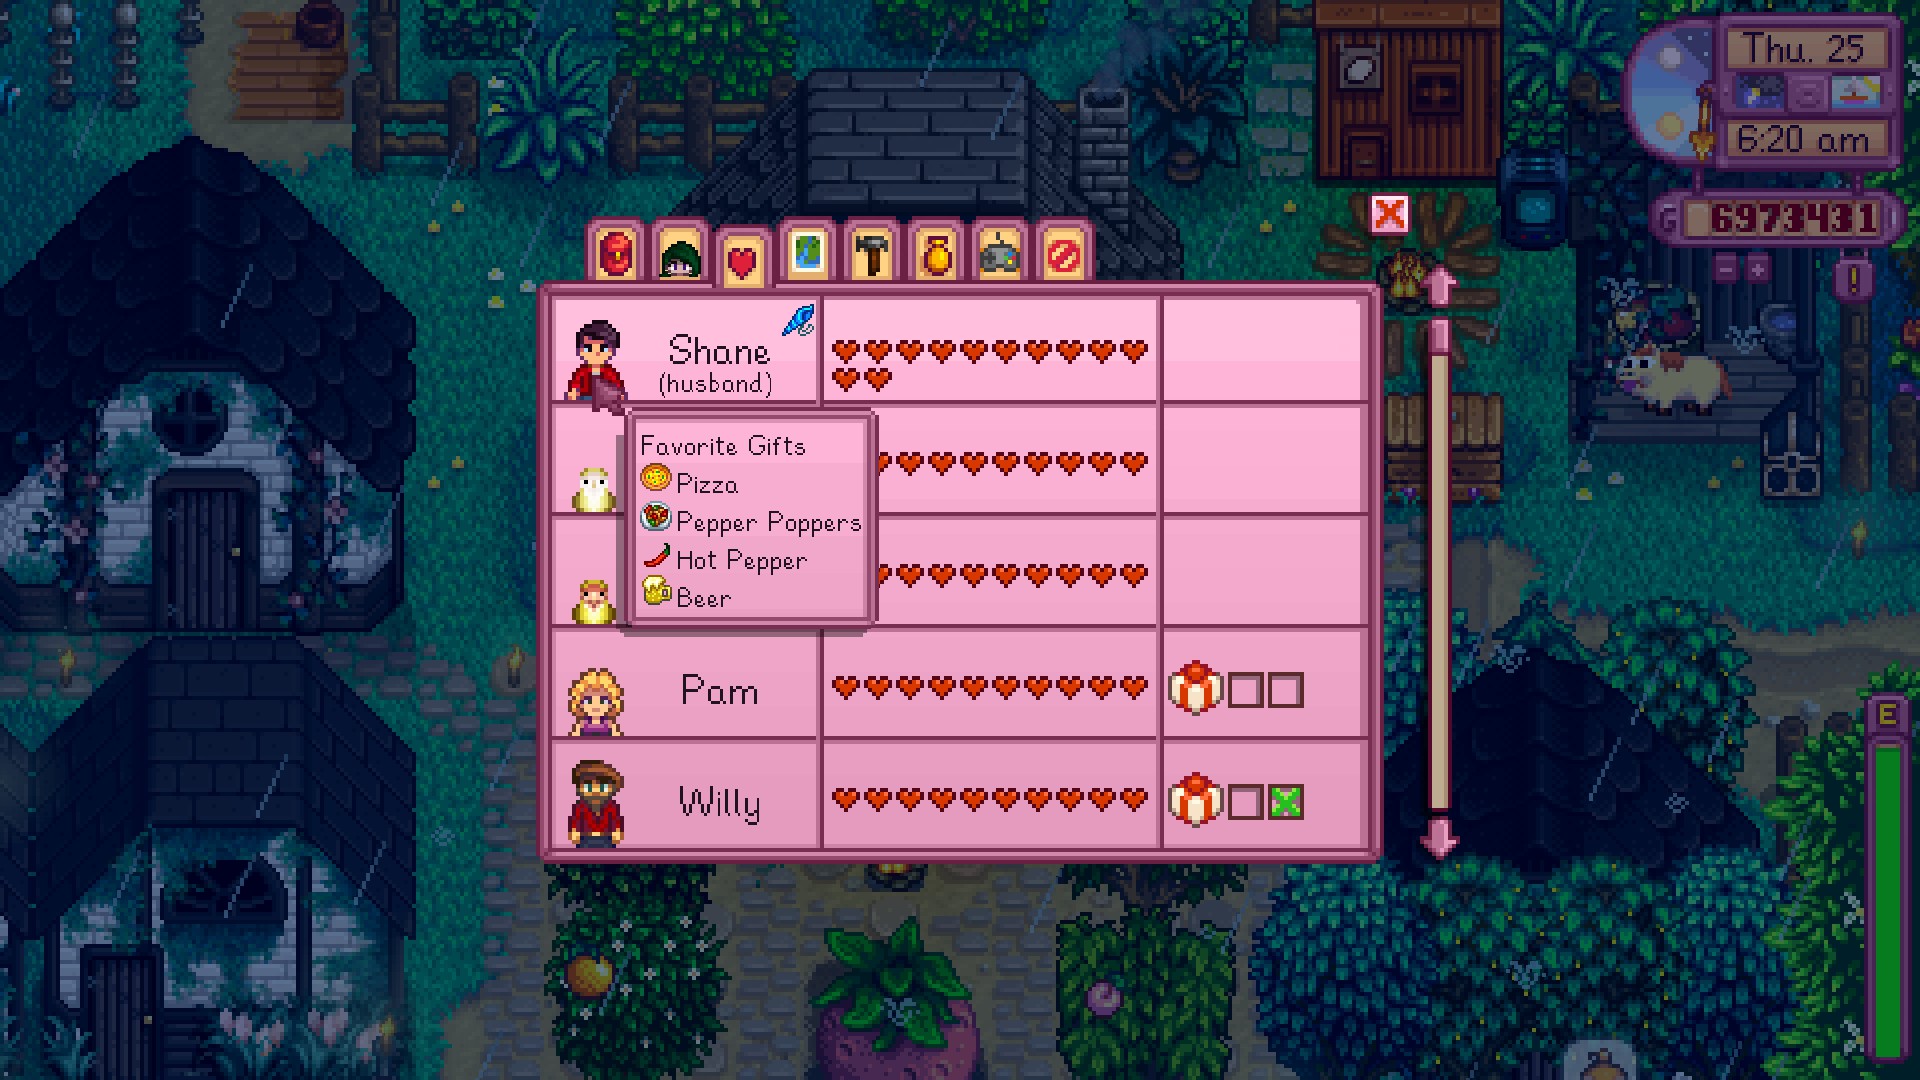 Thu. 25
6:20 am
6973431
Shane
(husband)
Favorite Gifts
Pizza
Pepper Poppers
Hot Pepper
Beer
Pam
Willy
E